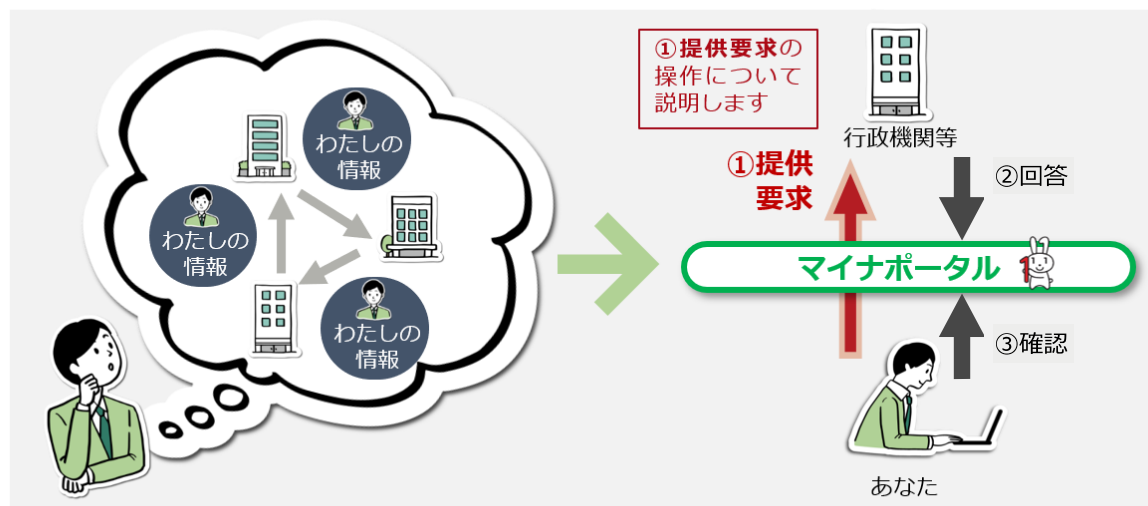 わたしの
情報
わたしの
情報
わたしの
情報
①提供要求の
操作について
説明します
行政機関等
①提供
要求
②回答
マイナポータル
1
③確認
あなた